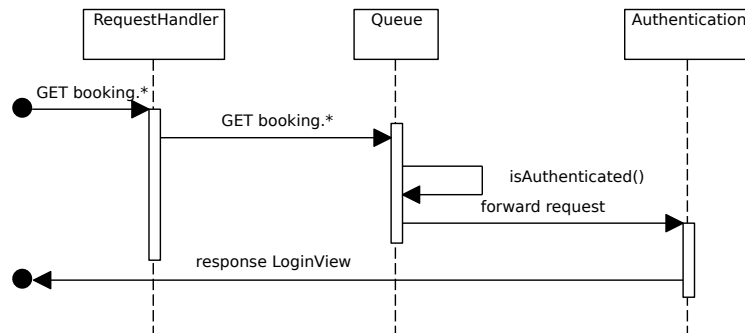 RequestHandler
Queue
Authentication
GET booking.*
GET booking.*
isAuthenticated()
forward request
response LoginView